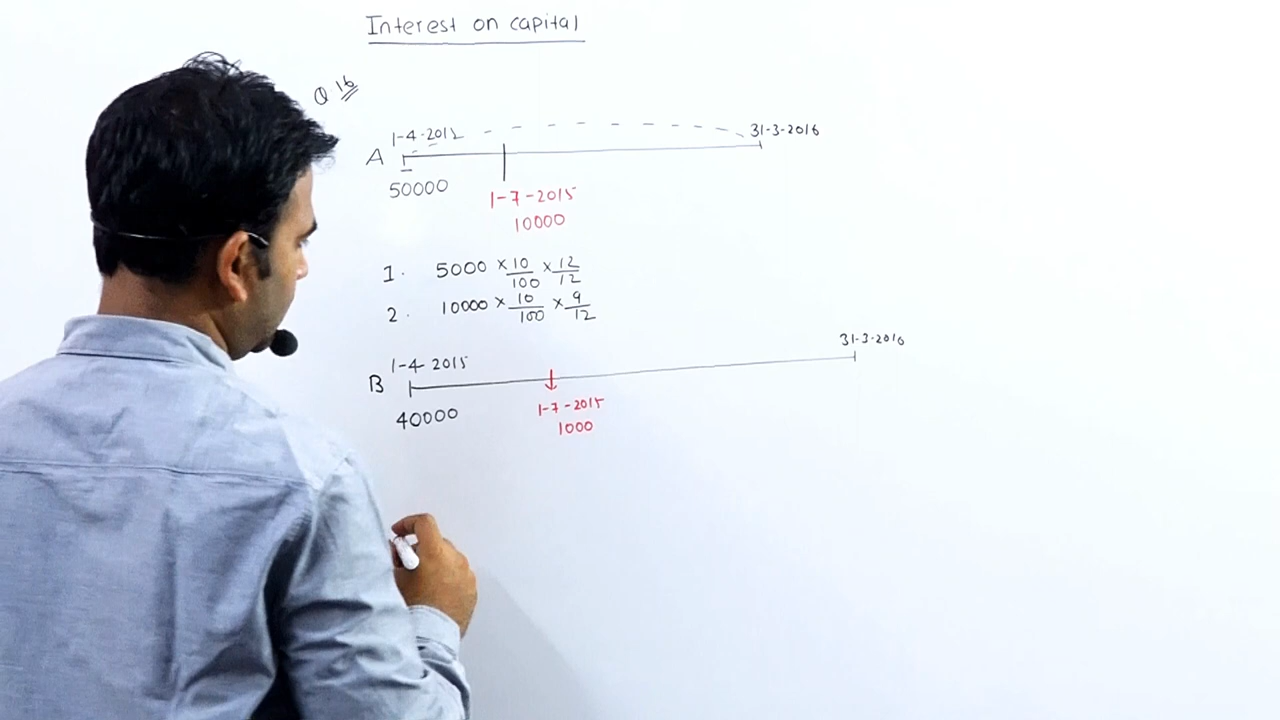 Interest on capital
Q 16
1-4-2012 31-3-2016
A
50000
1-7-2015
10000
1. 5000 × 10/100 × 12/12
2. 10000 × 10/100 × 9/12
31-3-2016
1-4-2015
B
40000
1-7-2015
1000